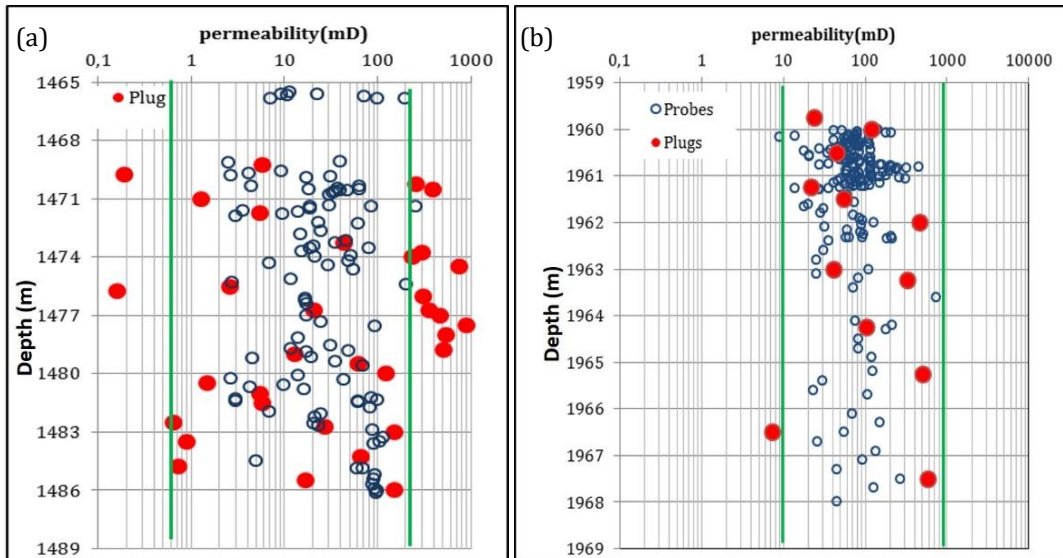 (a)
permeability(mD)
0,1 1 10 100 1000
1465
1468
1471
1474
1477
1480
1483
1486
1489
Depth (m)
Plug
(b)
permeability(mD)
0,1 1 10 100 1000 10000
1959
1960
1961
1962
1963
1964
1965
1966
1967
1968
1969
Depth (m)
Probes
Plugs